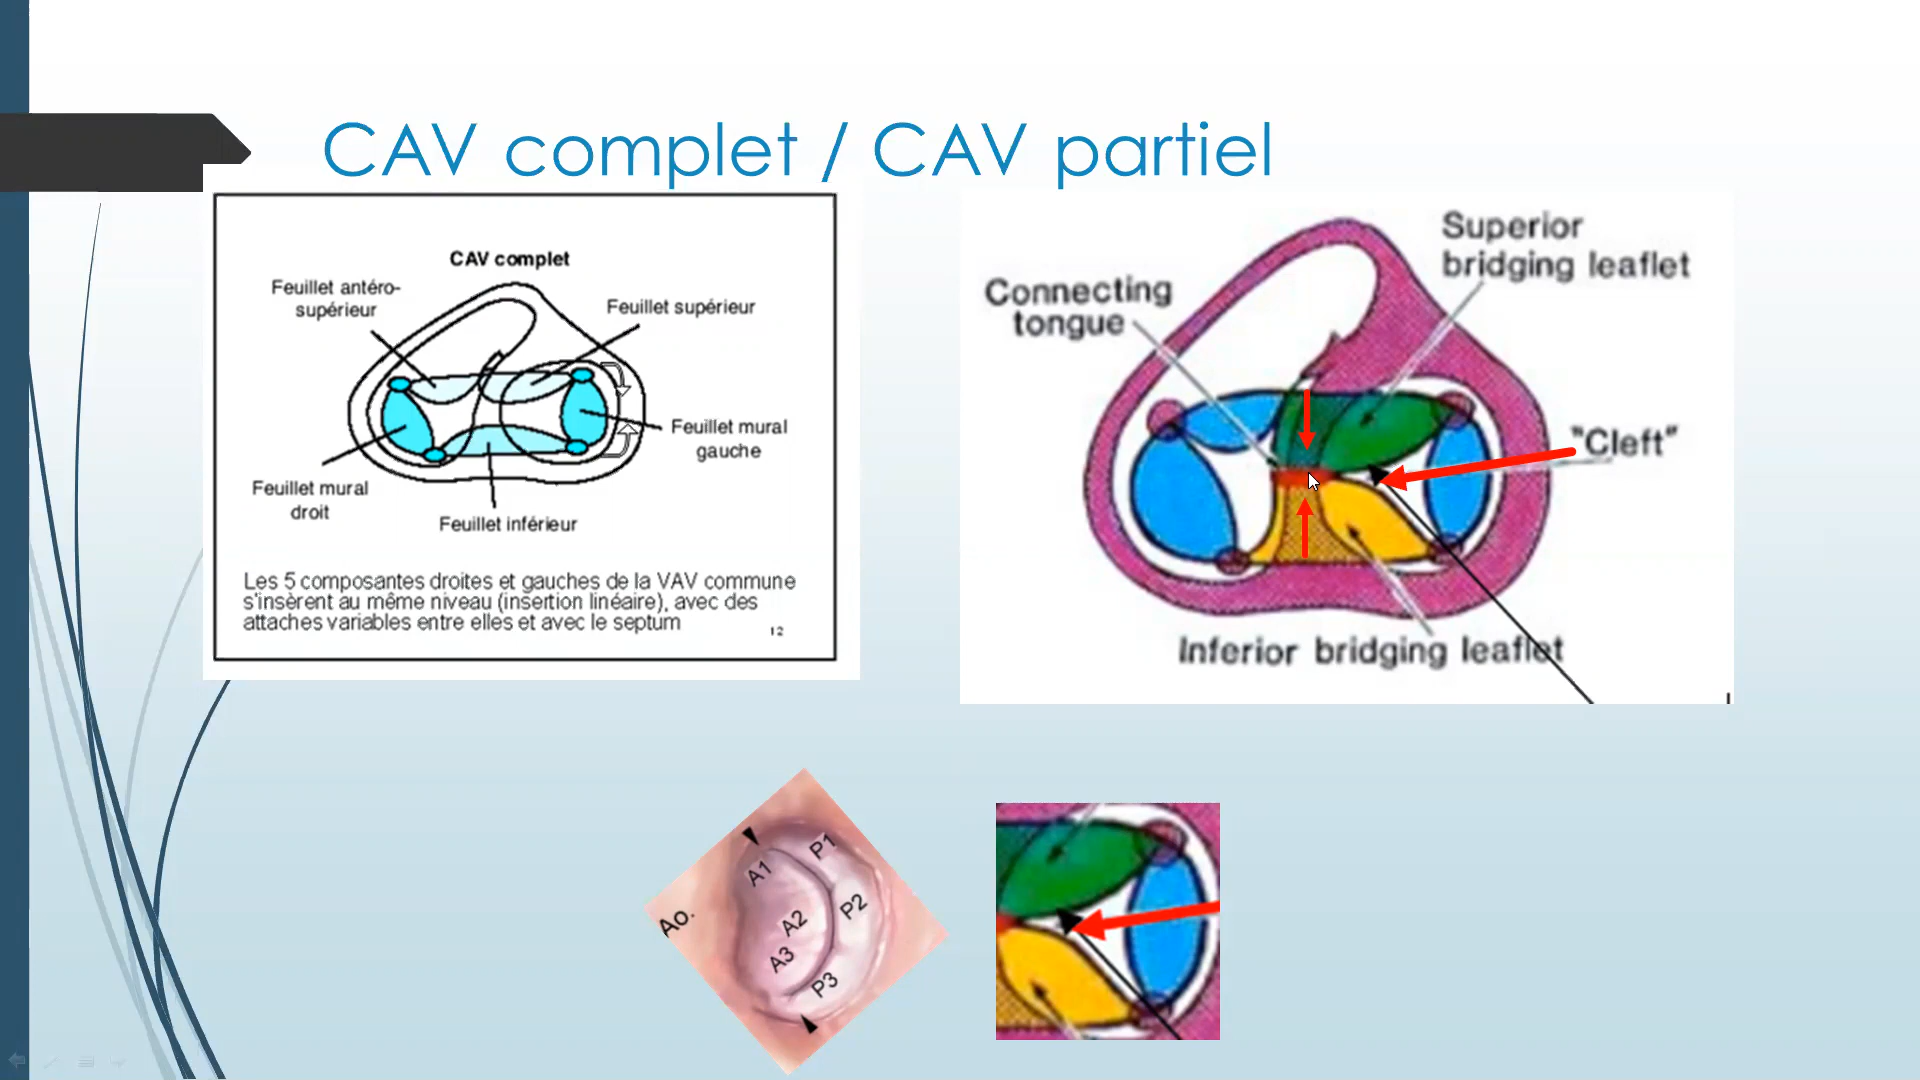 CAV complet / CAV partiel
CAV complet
Feuillet antéro-
supérieur
Feuillet supérieur
Feuillet mural
gauche
Feuillet mural
droit
Feuillet inférieur
Les 5 composantes droites et gauches de la VAV commune
s'insèrent au même niveau (insertion linéaire), avec des
attaches variables entre elles et avec le septum
12
Superior
bridging leaflet
Connecting
tongue
"Cleft"
Inferior bridging leaflet
Ao.
A1
P1
A2
P2
A3
P3